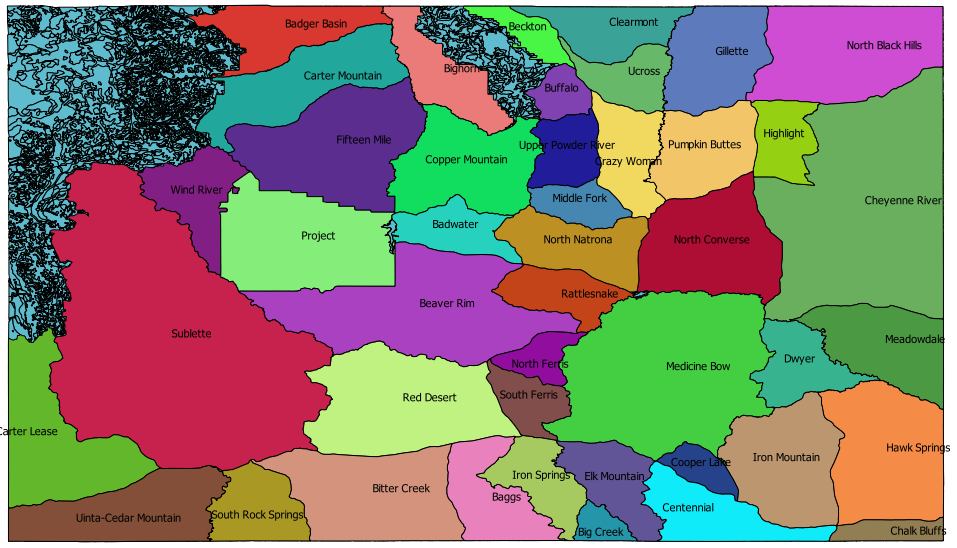 Badger Basin
Beckton
Clearmont
North Black Hills
Gillette
Bighorn
Ucross
Carter Mountain
Buffalo
Fifteen Mile
Upper Powder River
Pumpkin Buttes
Highlight
Copper Mountain
Crazy Woman
Wind River
Middle Fork
Cheyenne River
Badwater
Project
North Natrona
North Converse
Rattlesnake
Beaver Rim
Sublette
Meadowdale
Dwyer
North Ferris
Medicine Bow
Red Desert
South Ferris
Carter Lease
Hawk Springs
Iron Mountain
Cooper Lake
Iron Springs
Elk Mountain
Bitter Creek
Baggs
Centennial
Uinta-Cedar Mountain
South Rock Springs
Big Creek
Chalk Bluffs